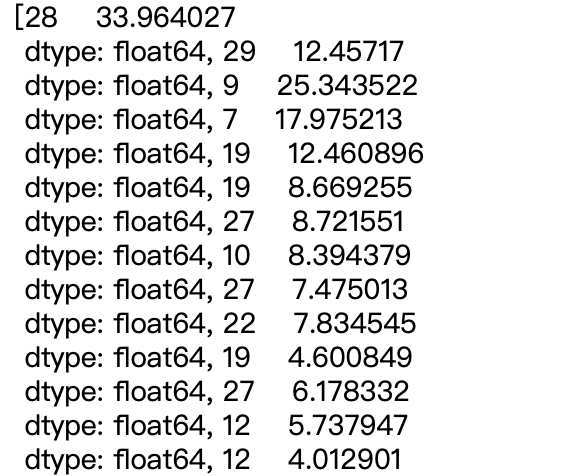 [28 33.964027
dtype: float64, 29 12.45717
dtype: float64, 9 25.343522
dtype: float64, 7 17.975213
dtype: float64, 19 12.460896
dtype: float64, 19 8.669255
dtype: float64, 27 8.721551
dtype: float64, 10 8.394379
dtype: float64, 27 7.475013
dtype: float64, 22 7.834545
dtype: float64, 19 4.600849
dtype: float64, 27 6.178332
dtype: float64, 12 5.737947
dtype: float64, 12 4.012901